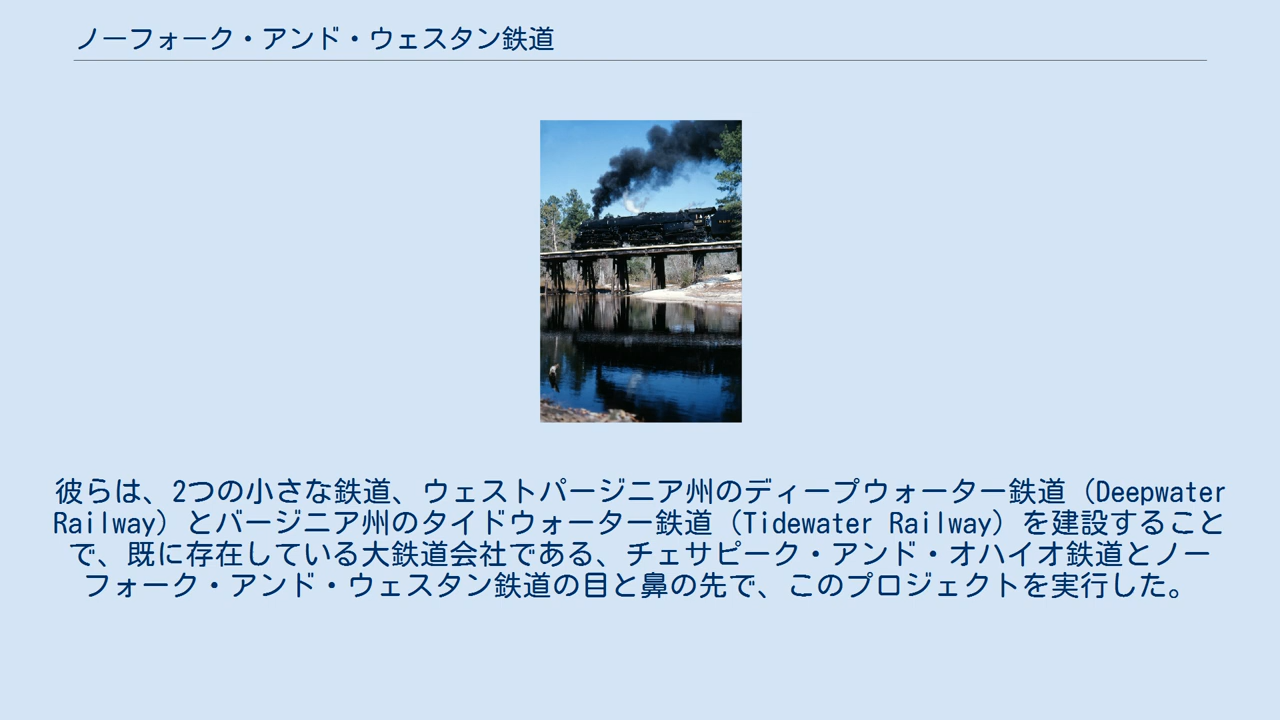 ノーフォーク・アンド・ウェスタン鉄道
彼らは、2つの小さな鉄道、ウェストパージニア州のディープウォーター鉄道（Deepwater
Railway）とバージニア州のタイドウォーター鉄道（Tidewater Railway）を建設すること
で、既に存在している大鉄道会社である、チェサピーク・アンド・オハイオ鉄道とノー
フォーク・アンド・ウェスタン鉄道の目と鼻の先で、このプロジェクトを実行した。